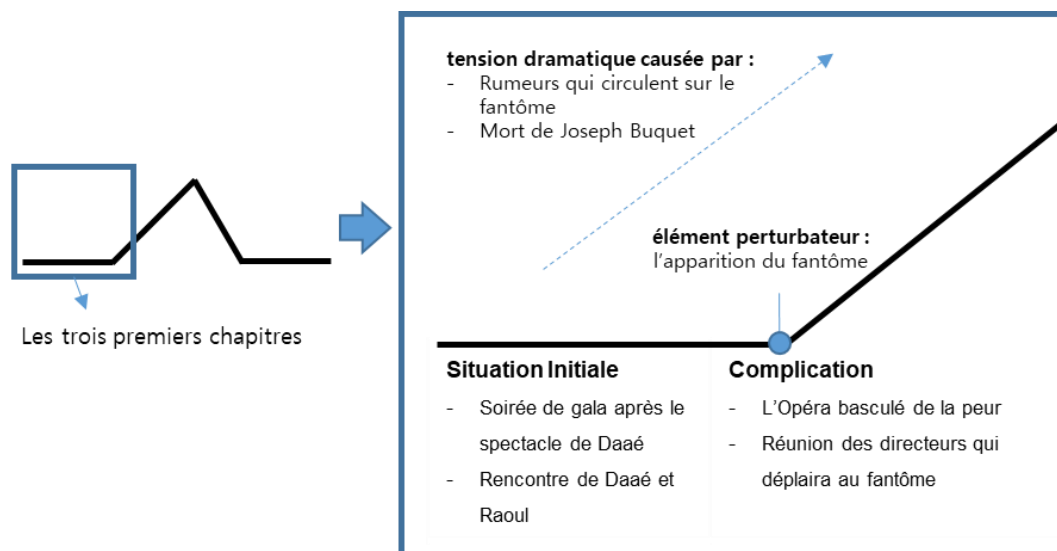 tension dramatique causée par :
- Rumeurs qui circulent sur le
fantôme
- Mort de Joseph Buquet
élément perturbateur :
l'apparition du fantôme
Les trois premiers chapitres
Situation Initiale
- Soirée de gala après le
spectacle de Daaé
- Rencontre de Daaé et
Raoul
Complication
- L'Opéra basculé de la peur
- Réunion des directeurs qui
déplaira au fantôme